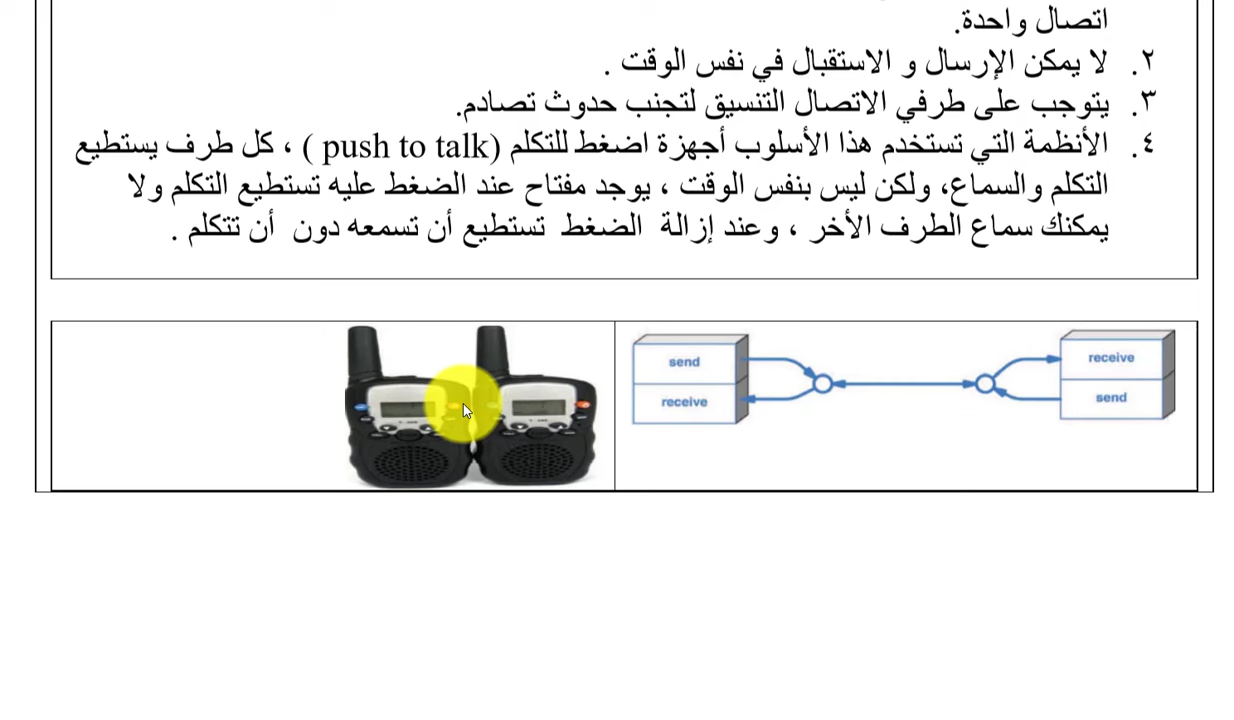 اتصال واحدة.
٢. لا يمكن الإرسال و الاستقبال في نفس الوقت .
٣. يتوجب على طرفي الاتصال التنسيق لتجنب حدوث تصادم.
٤. الأنظمة التي تستخدم هذا الأسلوب أجهزة اضغط للتكلم (push to talk ) ، كل طرف يستطيع
التكلم والسماع، ولكن ليس بنفس الوقت ، يوجد مفتاح عند الضغط عليه تستطيع التكلم ولا
يمكنك سماع الطرف الأخر ، وعند إزالة الضغط تستطيع أن تسمعه دون أن تتكلم .
send
receive
receive
send